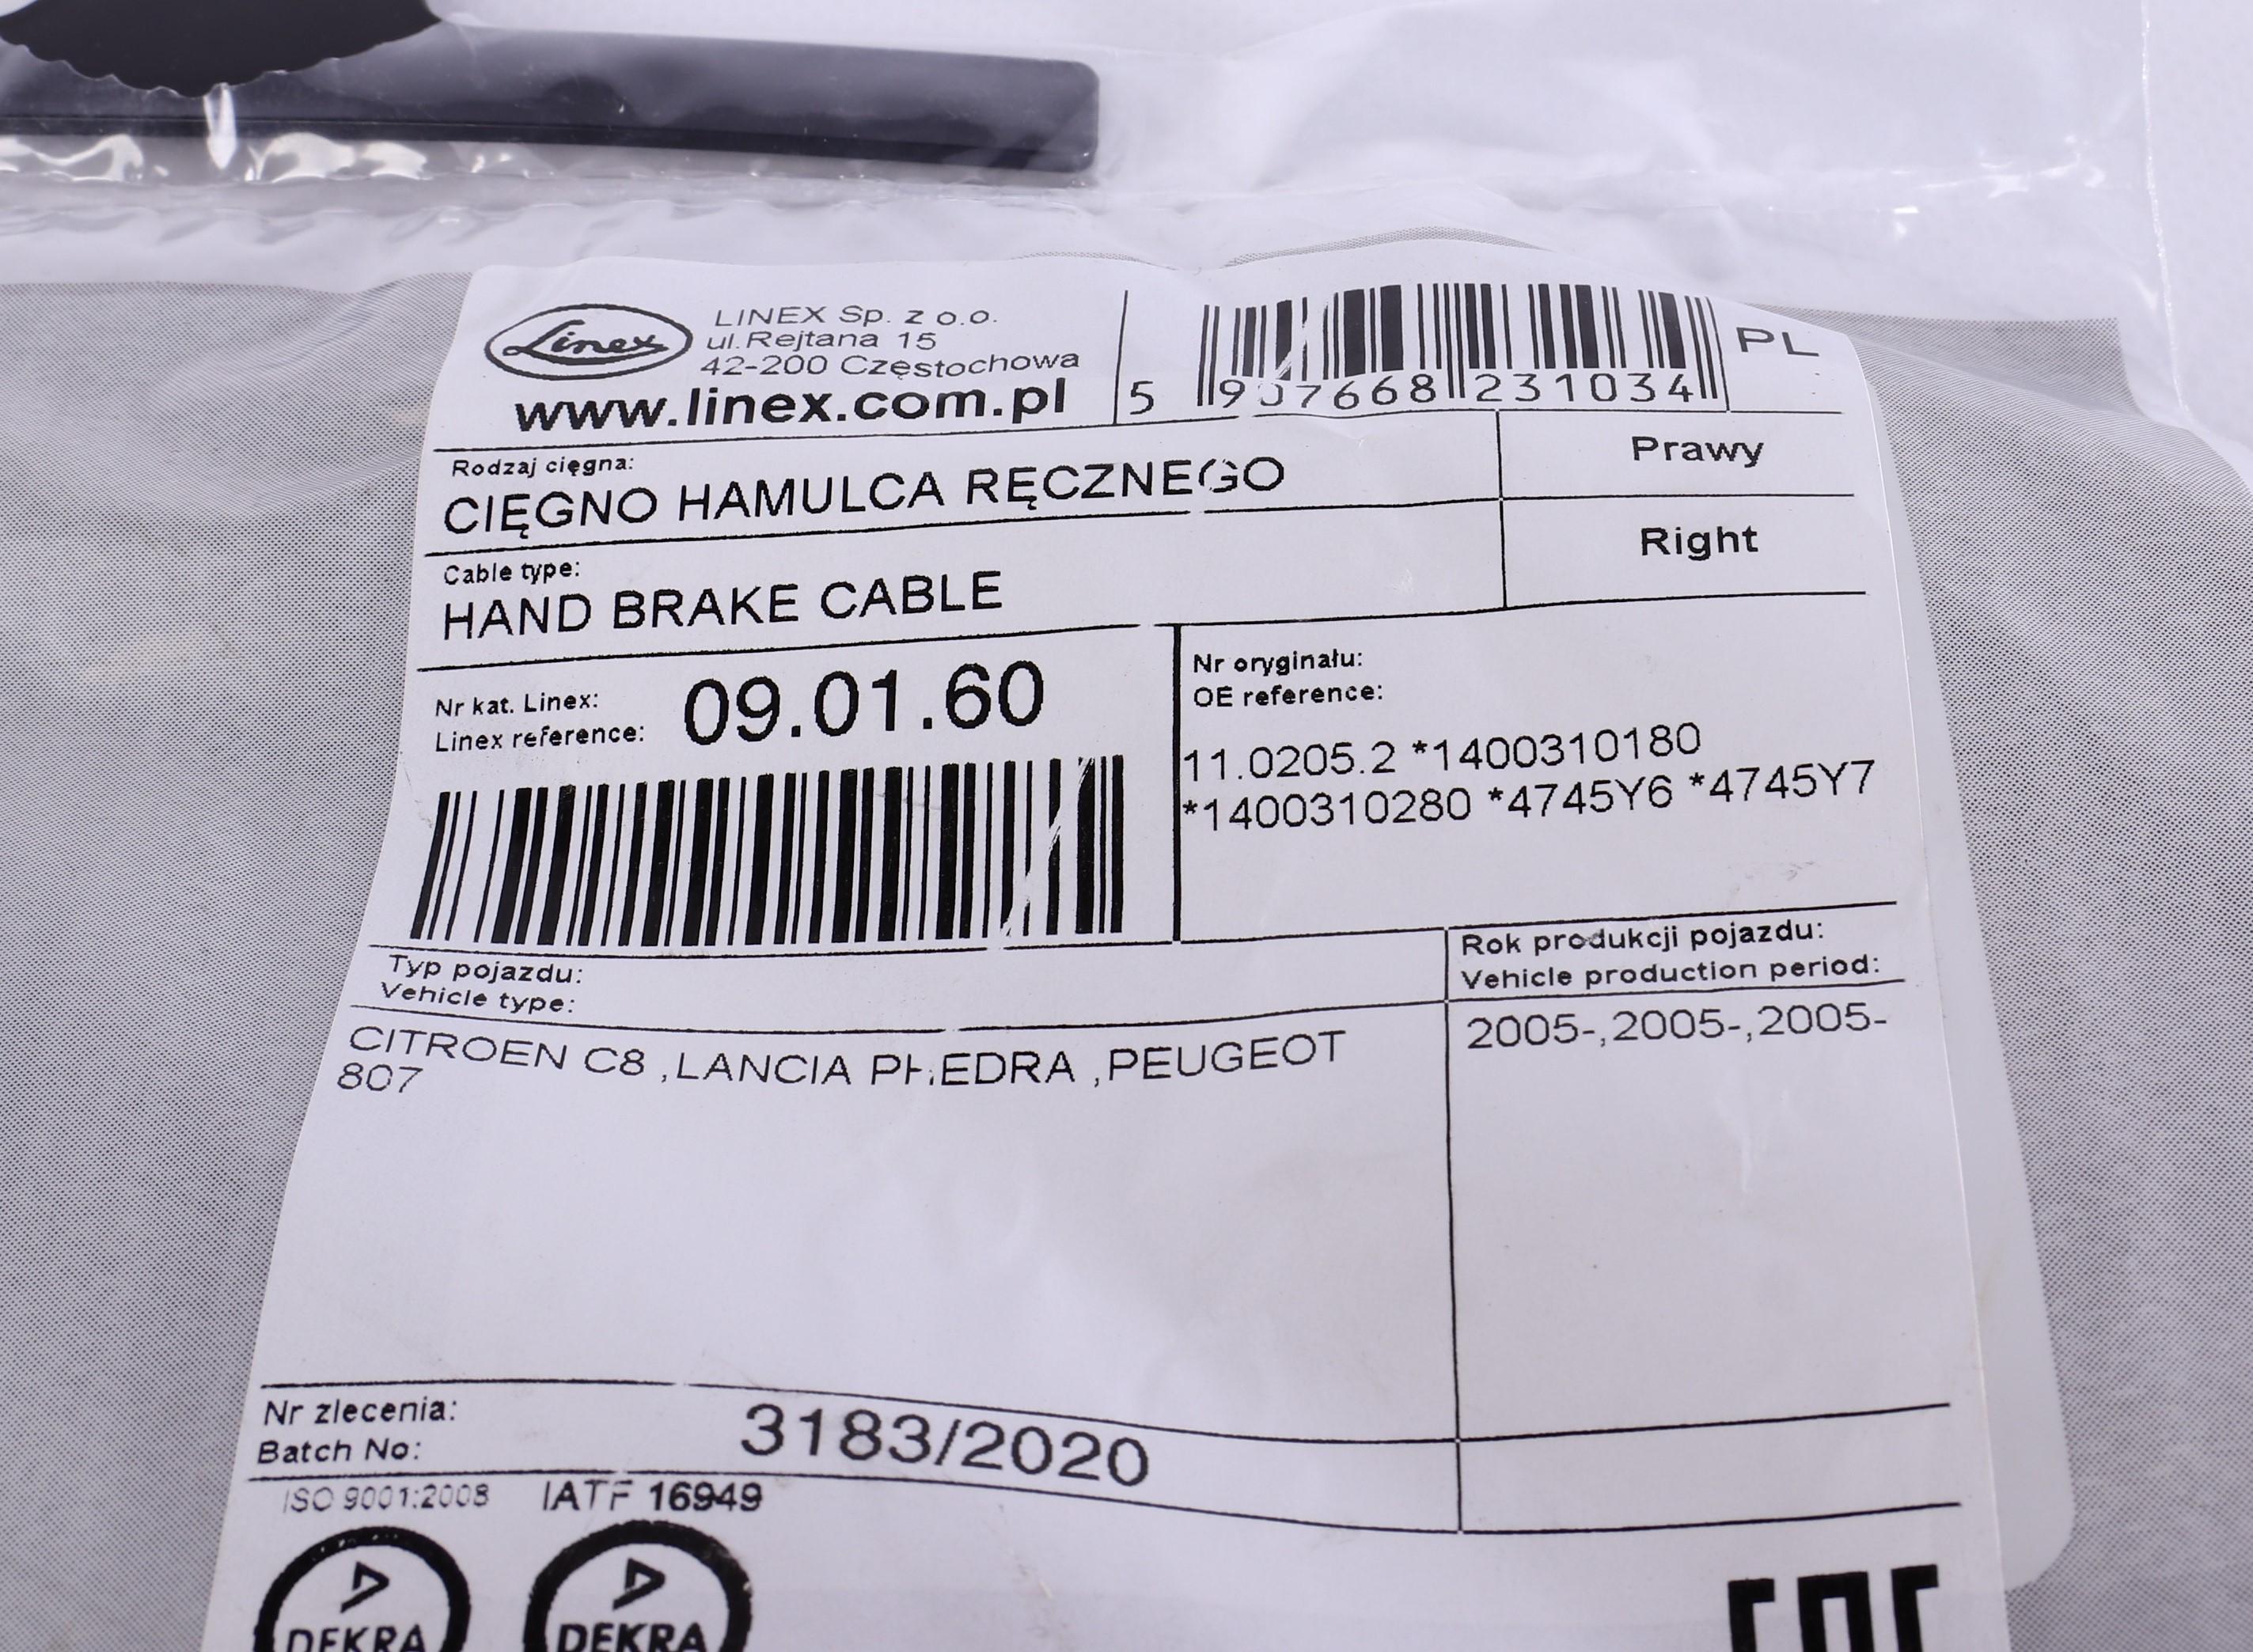 Linex
LINEX Sp. z o.o.
ul.Rejtana 15
42-200 Częstochowa
www.linex.com.pl
5 907668 231034
PL
Rodzaj cięgna:
CIĘGNO HAMULCA RĘCZNEGO
Prawy
Cable type:
HAND BRAKE CABLE
Right
Nr kat. Linex:
Linex reference:
09.01.60
Nr oryginału:
OE reference:
11.0205.2 *1400310180
*1400310280 *4745Y6 *4745Y7
Typ pojazdu:
Vehicle type:
Rok produkcji pojazdu:
Vehicle production period:
CITROEN C8 ,LANCIA PHEDRA ,PEUGEOT
807
2005-,2005-,2005-
Nr zlecenia:
Batch No:
3183/2020
ISO 9001:2008
IATF 16949
DEKRA
DEKRA